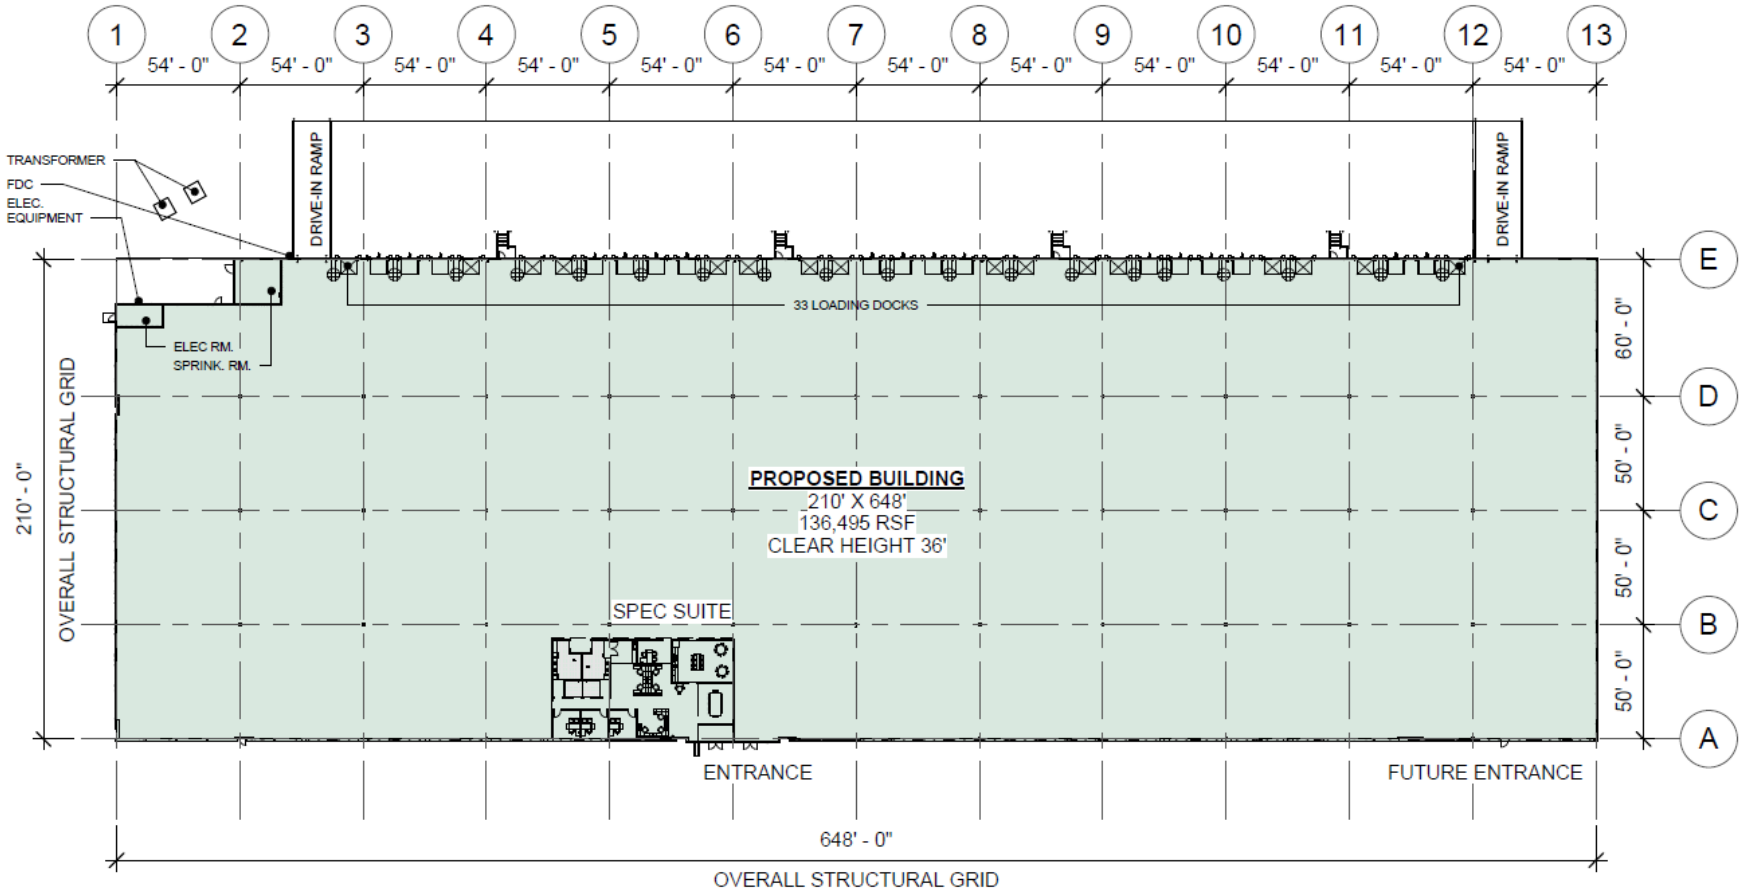 1 2 3 4 5 6 7 8 9 10 11 12 13
54' - 0" 54' - 0" 54' - 0" 54' - 0" 54' - 0" 54' - 0" 54' - 0" 54' - 0" 54' - 0" 54' - 0" 54' - 0" 54' - 0"
TRANSFORMER
FDC
ELEC.
EQUIPMENT
DRIVE-IN RAMP
DRIVE-IN RAMP
E
33 LOADING DOCKS
ELEC RM.
SPRINK. RM.
60' - 0"
D
50' - 0"
210' - 0"
OVERALL STRUCTURAL GRID
PROPOSED BUILDING
210' X 648'
136,495 RSF
CLEAR HEIGHT 36'
C
50' - 0"
SPEC SUITE
B
50' - 0"
A
ENTRANCE
FUTURE ENTRANCE
648' - 0"
OVERALL STRUCTURAL GRID